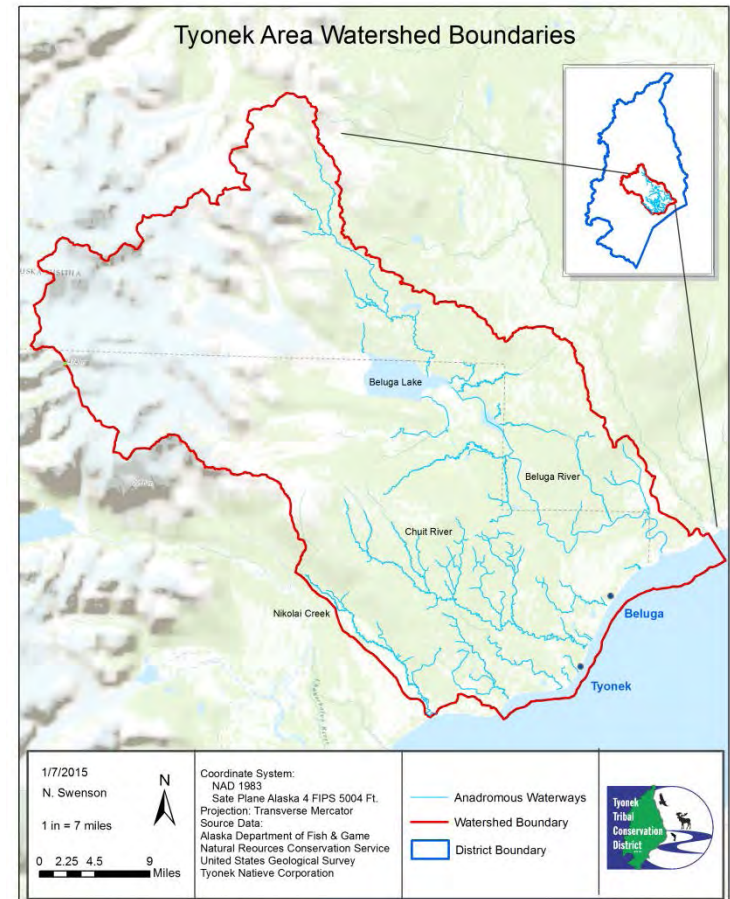 Tyonek Area Watershed Boundaries
Beluga Lake
Beluga River
Chuit River
Nikolai Creek
Beluga
Tyonek
1/7/2015
N. Swenson
1 in = 7 miles
N
0 2.25 4.5 9
Miles
Coordinate System:
NAD 1983
Sate Plane Alaska 4 FIPS 5004 Ft.
Projection: Transverse Mercator
Source Data:
Alaska Department of Fish & Game
Natural Reources Conservation Service
United States Geological Survey
Tyonek Natieve Corporation
Anadromous Waterways
Watershed Boundary
District Boundary
Tyonek
Tribal
Conservation
District